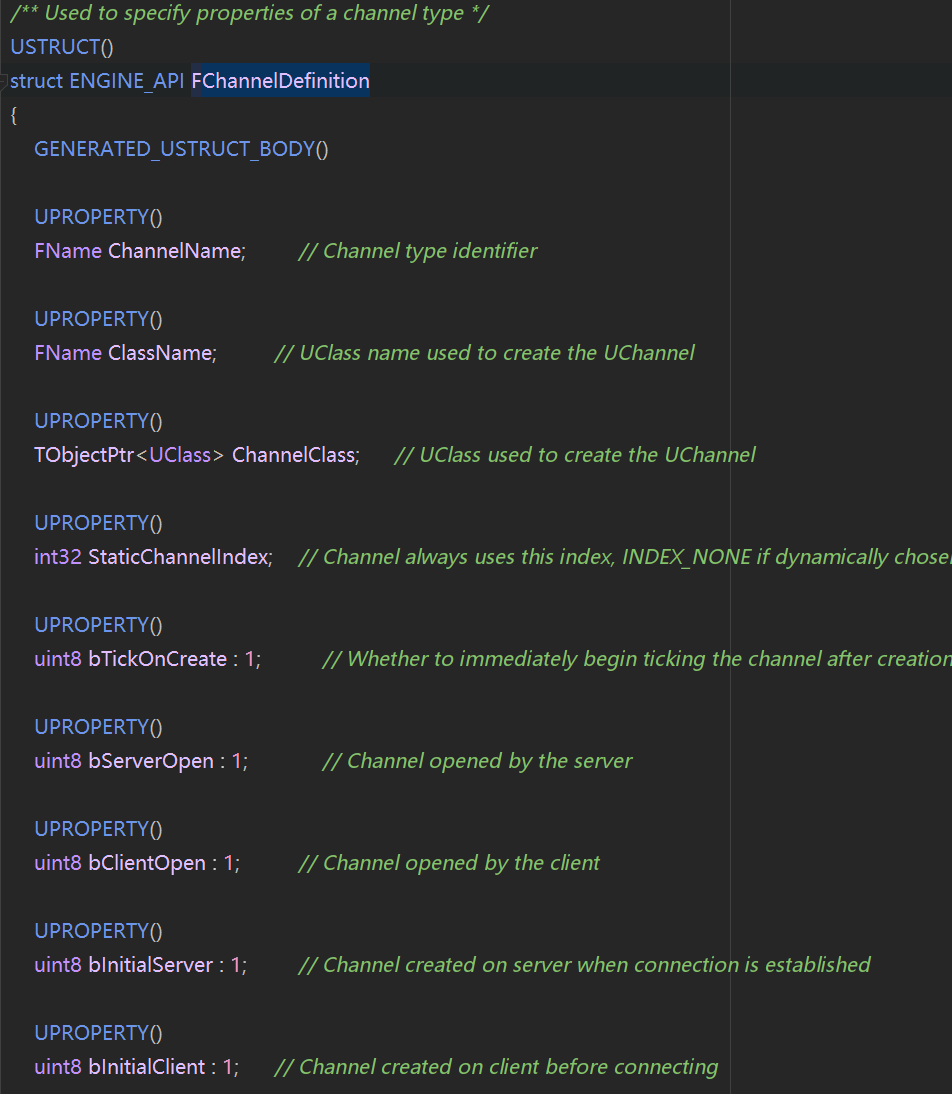 /** Used to specify properties of a channel type */
USTRUCT()
struct ENGINE_API FChannelDefinition
{
GENERATED_USTRUCT_BODY()
UPROPERTY()
FName ChannelName; // Channel type identifier
UPROPERTY()
FName ClassName; // UClass name used to create the UChannel
UPROPERTY()
TObjectPtr<UClass> ChannelClass; // UClass used to create the UChannel
UPROPERTY()
int32 StaticChannelIndex; // Channel always uses this index, INDEX_NONE if dynamically
UPROPERTY()
uint8 bTickOnCreate : 1; // Whether to immediately begin ticking the channel after creation
UPROPERTY()
uint8 bServerOpen : 1; // Channel opened by the server
UPROPERTY()
uint8 bClientOpen : 1; // Channel opened by the client
UPROPERTY()
uint8 bInitialServer : 1; // Channel created on server when connection is established
UPROPERTY()
uint8 bInitialClient : 1; // Channel created on client before connecting